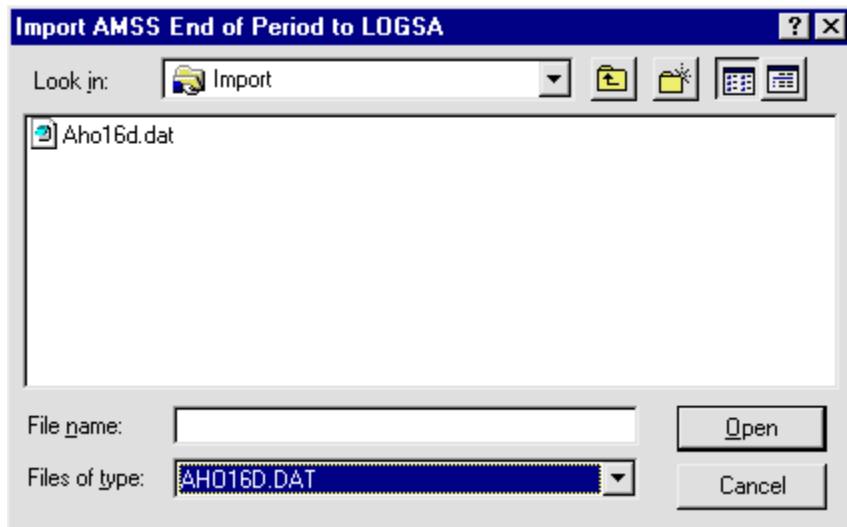 Import AMSS End of Period to LOGSA
Look in: Import
Aho16d.dat
File name:
Open
Files of type: AHO16D.DAT
Cancel